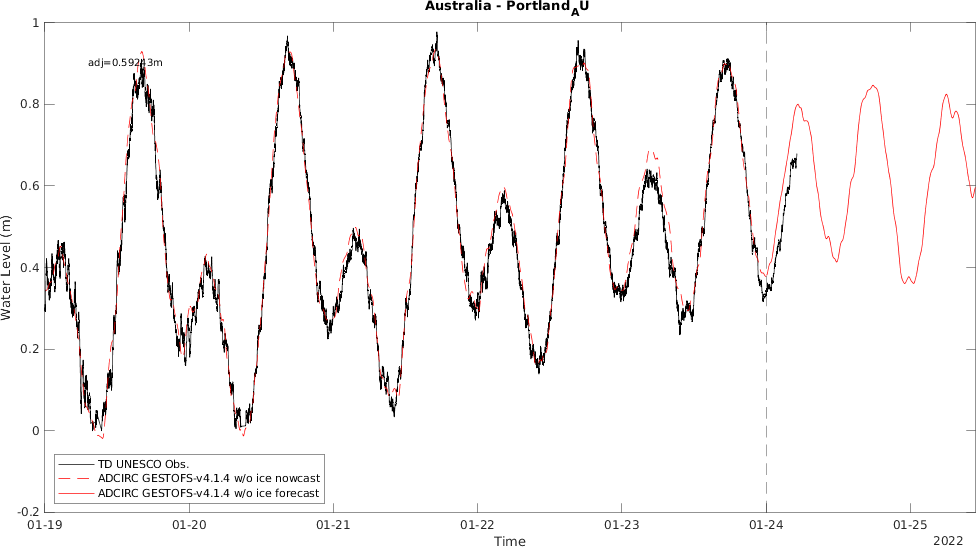 Australia - Portland_AU
adj=0.59243m
1
0.8
0.6
0.4
0.2
0
-0.2
Water Level (m)
TD UNESCO Obs.
ADCIRC GESTOFS-v4.1.4 w/o ice nowcast
ADCIRC GESTOFS-v4.1.4 w/o ice forecast
01-19 01-20 01-21 01-22 01-23 01-24 01-25
Time
2022